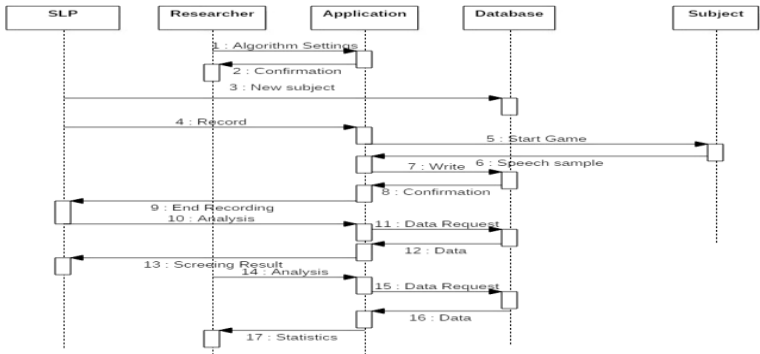 SLP
Researcher
Application
Database
Subject
1 : Algorithm Settings
2 : Confirmation
3 : New subject
4 : Record
5 : Start Game
6 : Speech sample
7 : Write
8 : Confirmation
9 : End Recording
10 : Analysis
11 : Data Request
12 : Data
13 : Screeing Result
14 : Analysis
15 : Data Request
16 : Data
17 : Statistics